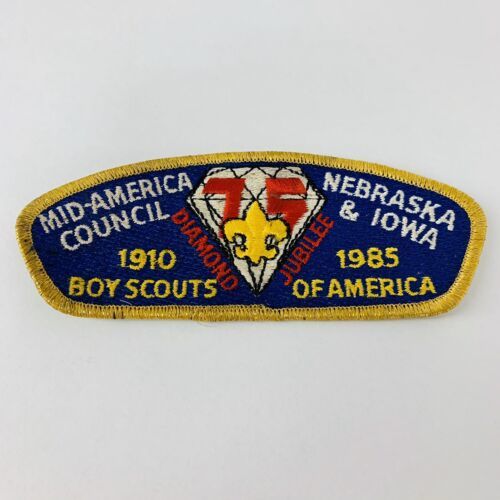 MID-AMERICA
COUNCIL
75
DIAMOND
JUBILEE
NEBRASKA
& IOWA
1910
1985
BOY SCOUTS
OF AMERICA